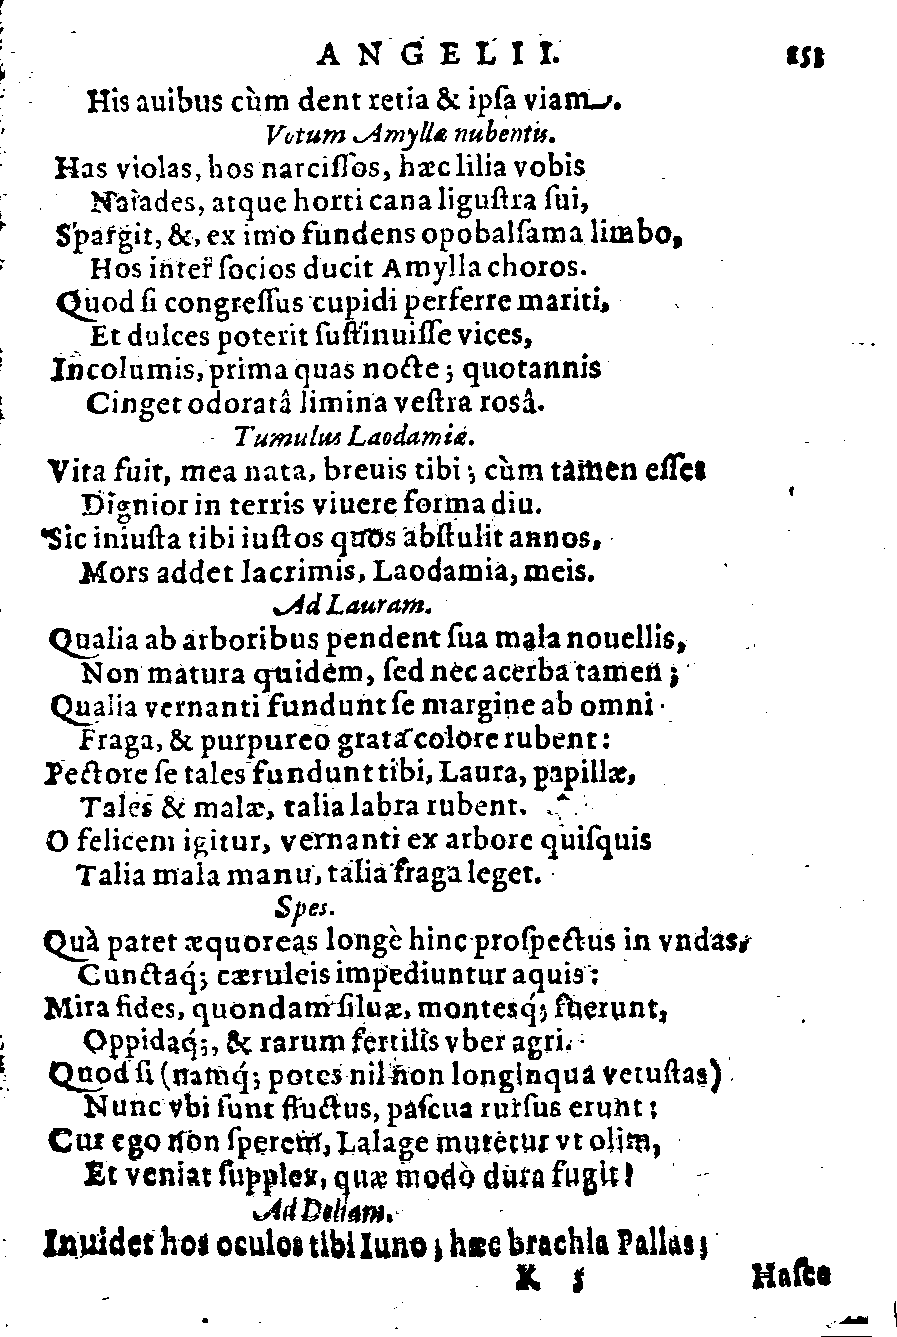 ANGELII. 151
His auibus cùm dent retia & ipſa viam.
Votum Amyllæ nubentis.
Has violas, hos narciſſos, hæc lilia vobis
Naiades, atque horti cana liguſtra ſui,
Spargit, &, ex imo fundens opobalſama limbo,
Hos inter ſocios ducit Amylla choros.
Quod ſi congreſſus cupidi perferre mariti,
Et dulces poterit ſuſtinuiſſe vices,
Incolumis, prima quas nocte; quotannis
Cinget odoratâ limina veſtra rosâ.
Tumulus Laodamiæ.
Vita fuit, mea nata, breuis tibi; cùm tamen eſſes
Dignior in terris viuere forma diu.
Sic iniuſta tibi iuſtos quos abſtulit annos,
Mors addet lacrimis, Laodamia, meis.
Ad Lauram.
Qualia ab arboribus pendent ſua mala nouellis,
Non matura quidem, ſed nec acerba tamen;
Qualia vernanti fundunt ſe margine ab omni
Fraga, & purpureo grata colore rubent:
Pectore ſe tales fundunt tibi, Laura, papillæ,
Tales & malæ, talia labra rubent.
O felicem igitur, vernanti ex arbore quiſquis
Talia mala manu, talia fraga leget.
Spes.
Quà patet æquoreas longè hinc proſpectus in vndas,
Cunctaq́; cæruleis impediuntur aquis:
Mira fides, quondam ſiluæ, montesq́; fuerunt,
Oppidaq́;, & rarum fertilis vber agri.
Quod ſi (namq́; potes nil non longinqua vetuſtas)
Nunc vbi ſunt fluctus, paſcua rurſus erunt:
Cur ego non ſperem, Lalage mutetur vt olim,
Et veniat ſupplex, quæ modò dura fugit?
Ad Deliam.
Inuidet hos oculos tibi Iuno; hæc brachia Pallas;
K 5 Haſce